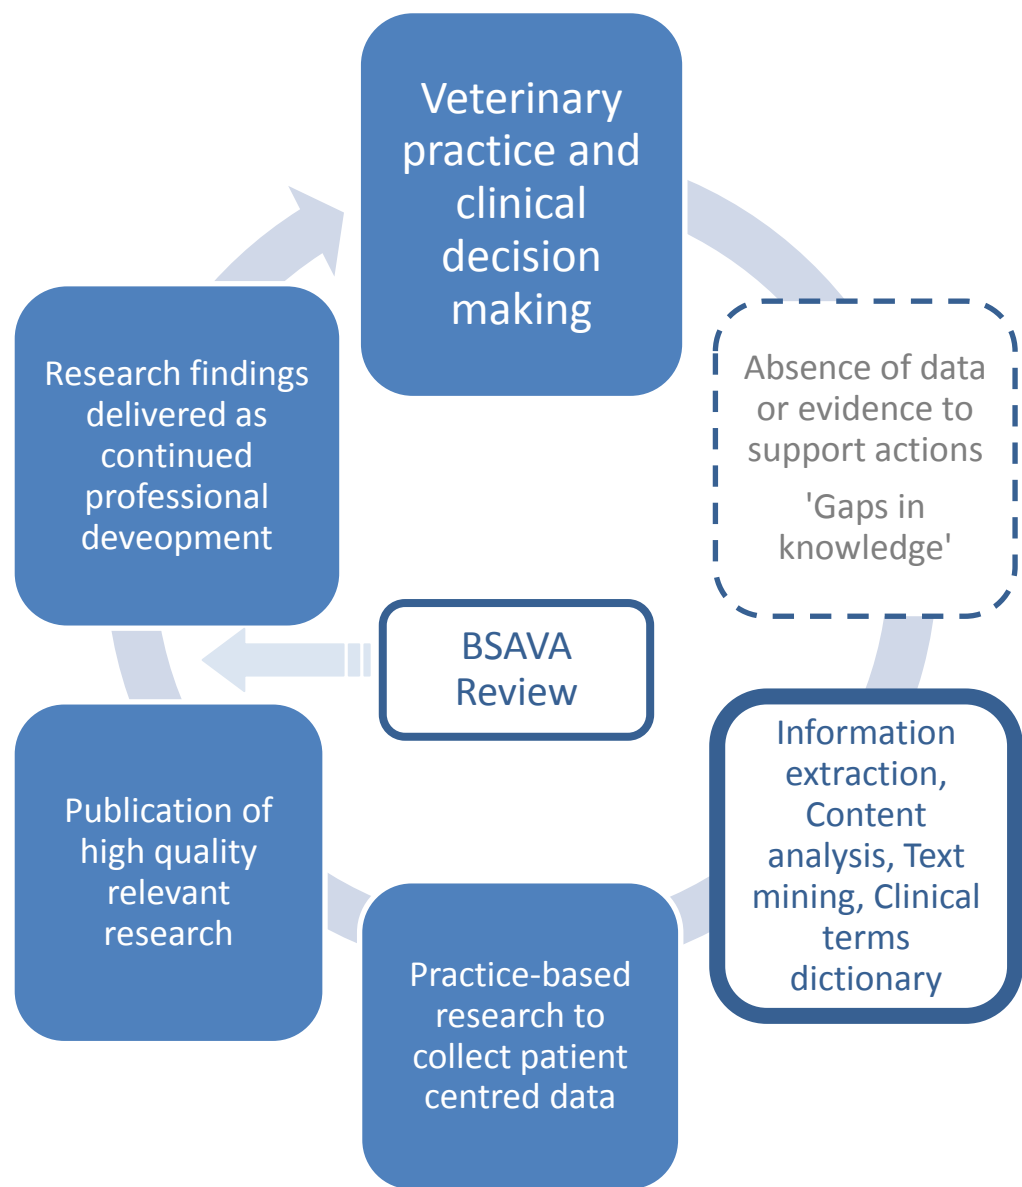 Veterinary
practice and
clinical
decision
making
Absence of data
or evidence to
support actions
'Gaps in
knowledge'
Information
extraction,
Content
analysis, Text
mining, Clinical
terms
dictionary
Practice-based
research to
collect patient
centred data
Publication of
high quality
relevant
research
Research findings
delivered as
continued
professional
deveopment
BSAVA
Review